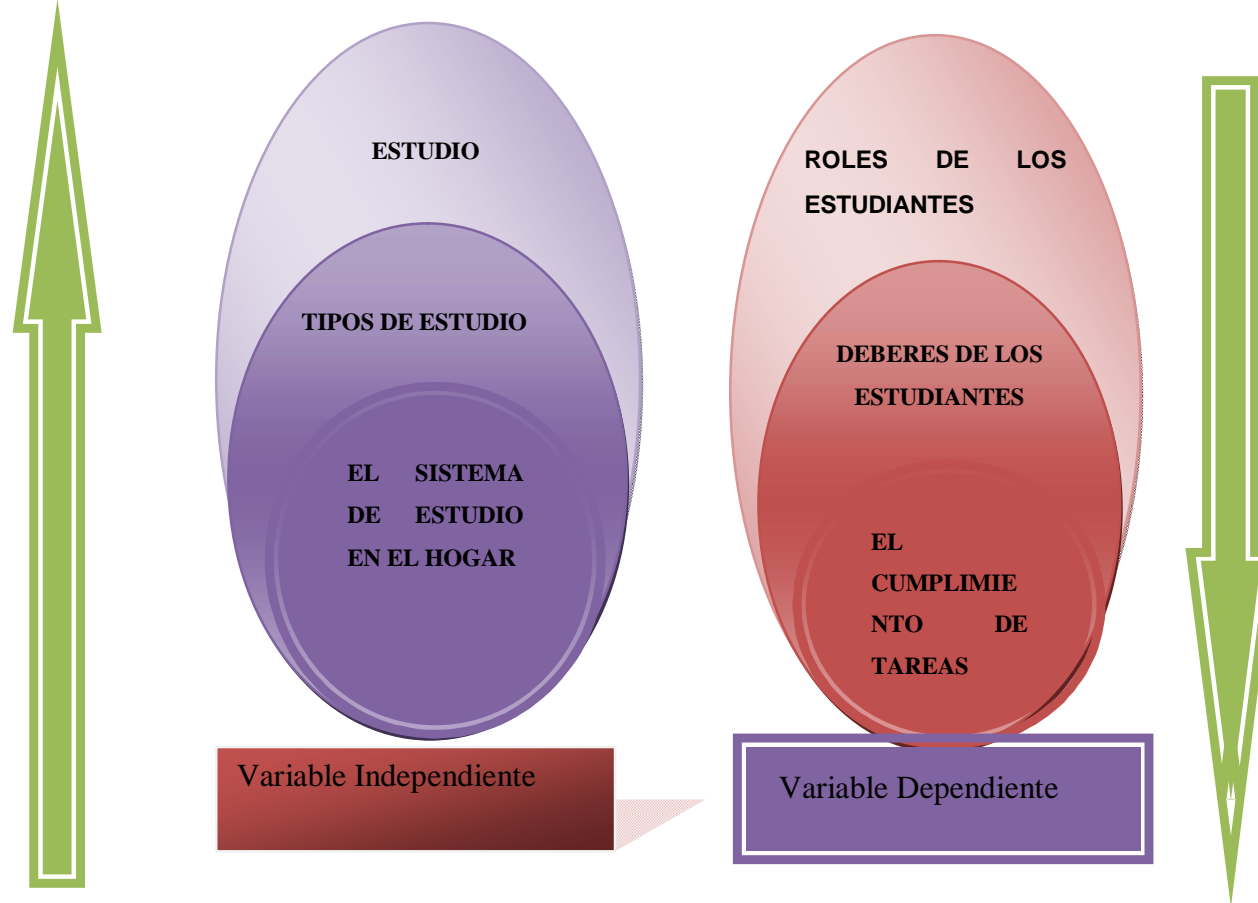 ESTUDIO
TIPOS DE ESTUDIO
EL SISTEMA
DE ESTUDIO
EN EL HOGAR
Variable Independiente
ROLES DE LOS
ESTUDIANTES
DEBERES DE LOS
ESTUDIANTES
EL
CUMPLIMIE
NTO DE
TAREAS
Variable Dependiente